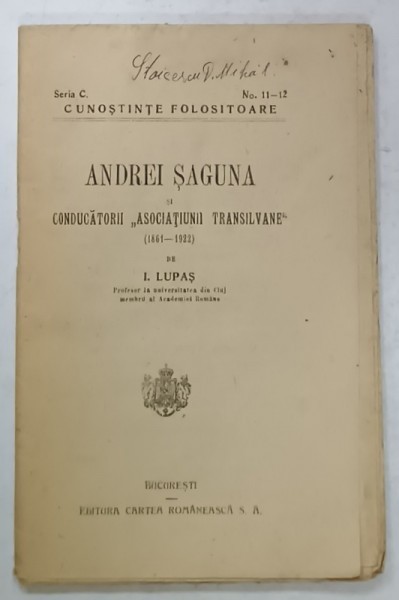 Stoicescu D. Mihail
Seria C. No. 11—12
CUNOȘTINȚE FOLOSITOARE
ANDREI ȘAGUNA
ȘI
CONDUCĂTORII „ASOCIAȚIUNII TRANSILVANE"
(1861—1922)
DE
I. LUPAȘ
Profesor la universitatea din Cluj
membru al Academiei Române
BUCUREȘTI
EDITURA CARTEA ROMÂNEASCĂ S. A.